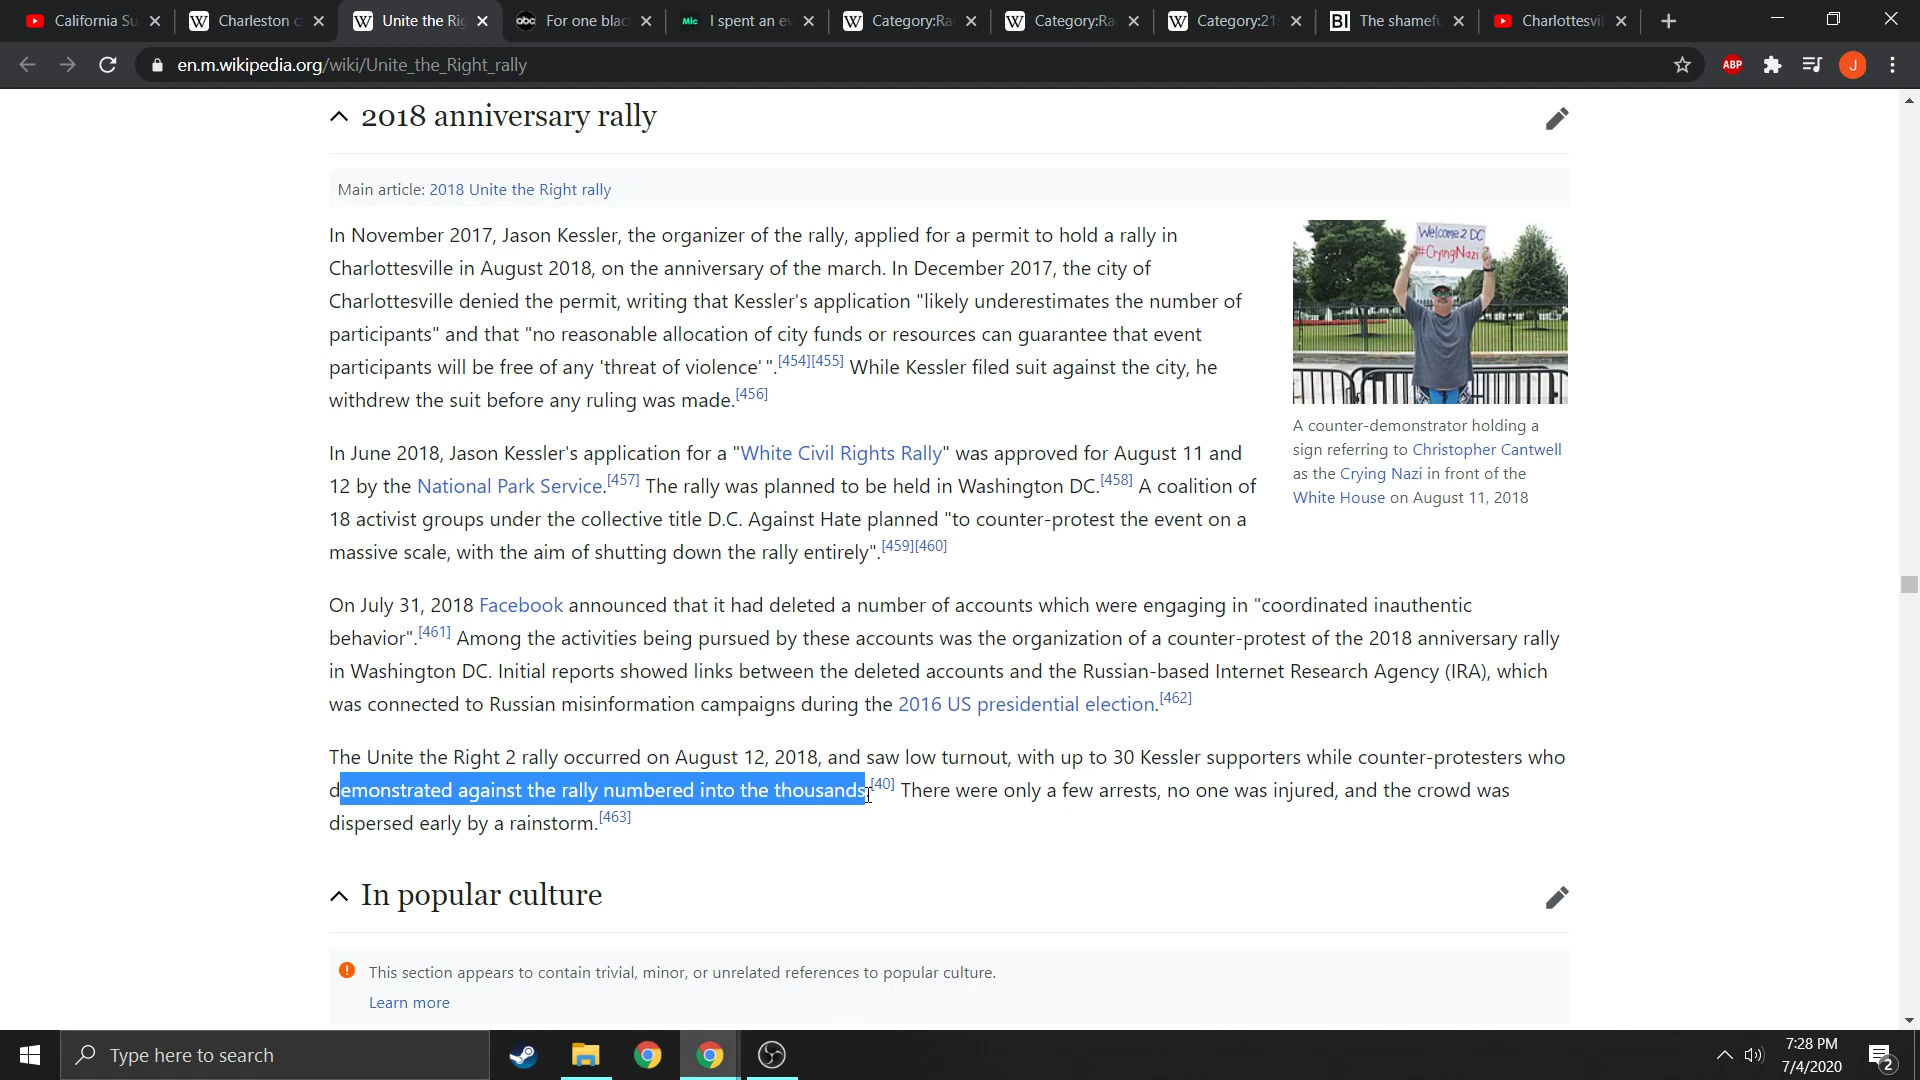 California Su
Charleston c
Unite the Rig
For one blac
I spent an ev
Category:Ra
Category:Ra
Category:21s
The shamefu
Charlottesvil
en.m.wikipedia.org/wiki/Unite_the_Right_rally
ABP
J
2018 anniversary rally
Main article: 2018 Unite the Right rally
In November 2017, Jason Kessler, the organizer of the rally, applied for a permit to hold a rally in
Charlottesville in August 2018, on the anniversary of the march. In December 2017, the city of
Charlottesville denied the permit, writing that Kessler's application "likely underestimates the number of
participants" and that "no reasonable allocation of city funds or resources can guarantee that event
participants will be free of any 'threat of violence' ".[454][455] While Kessler filed suit against the city, he
withdrew the suit before any ruling was made.[456]
Welcome 2 DC
#CryingNazi
A counter-demonstrator holding a
sign referring to Christopher Cantwell
as the Crying Nazi in front of the
White House on August 11, 2018
In June 2018, Jason Kessler's application for a "White Civil Rights Rally" was approved for August 11 and
12 by the National Park Service.[457] The rally was planned to be held in Washington DC.[458] A coalition of
18 activist groups under the collective title D.C. Against Hate planned "to counter-protest the event on a
massive scale, with the aim of shutting down the rally entirely".[459][460]
On July 31, 2018 Facebook announced that it had deleted a number of accounts which were engaging in "coordinated inauthentic
behavior".[461] Among the activities being pursued by these accounts was the organization of a counter-protest of the 2018 anniversary rally
in Washington DC. Initial reports showed links between the deleted accounts and the Russian-based Internet Research Agency (IRA), which
was connected to Russian misinformation campaigns during the 2016 US presidential election.[462]
The Unite the Right 2 rally occurred on August 12, 2018, and saw low turnout, with up to 30 Kessler supporters while counter-protesters who
demonstrated against the rally numbered into the thousands.[40] There were only a few arrests, no one was injured, and the crowd was
dispersed early by a rainstorm.[463]
In popular culture
This section appears to contain trivial, minor, or unrelated references to popular culture.
Learn more
Type here to search
7:28 PM
7/4/2020
2